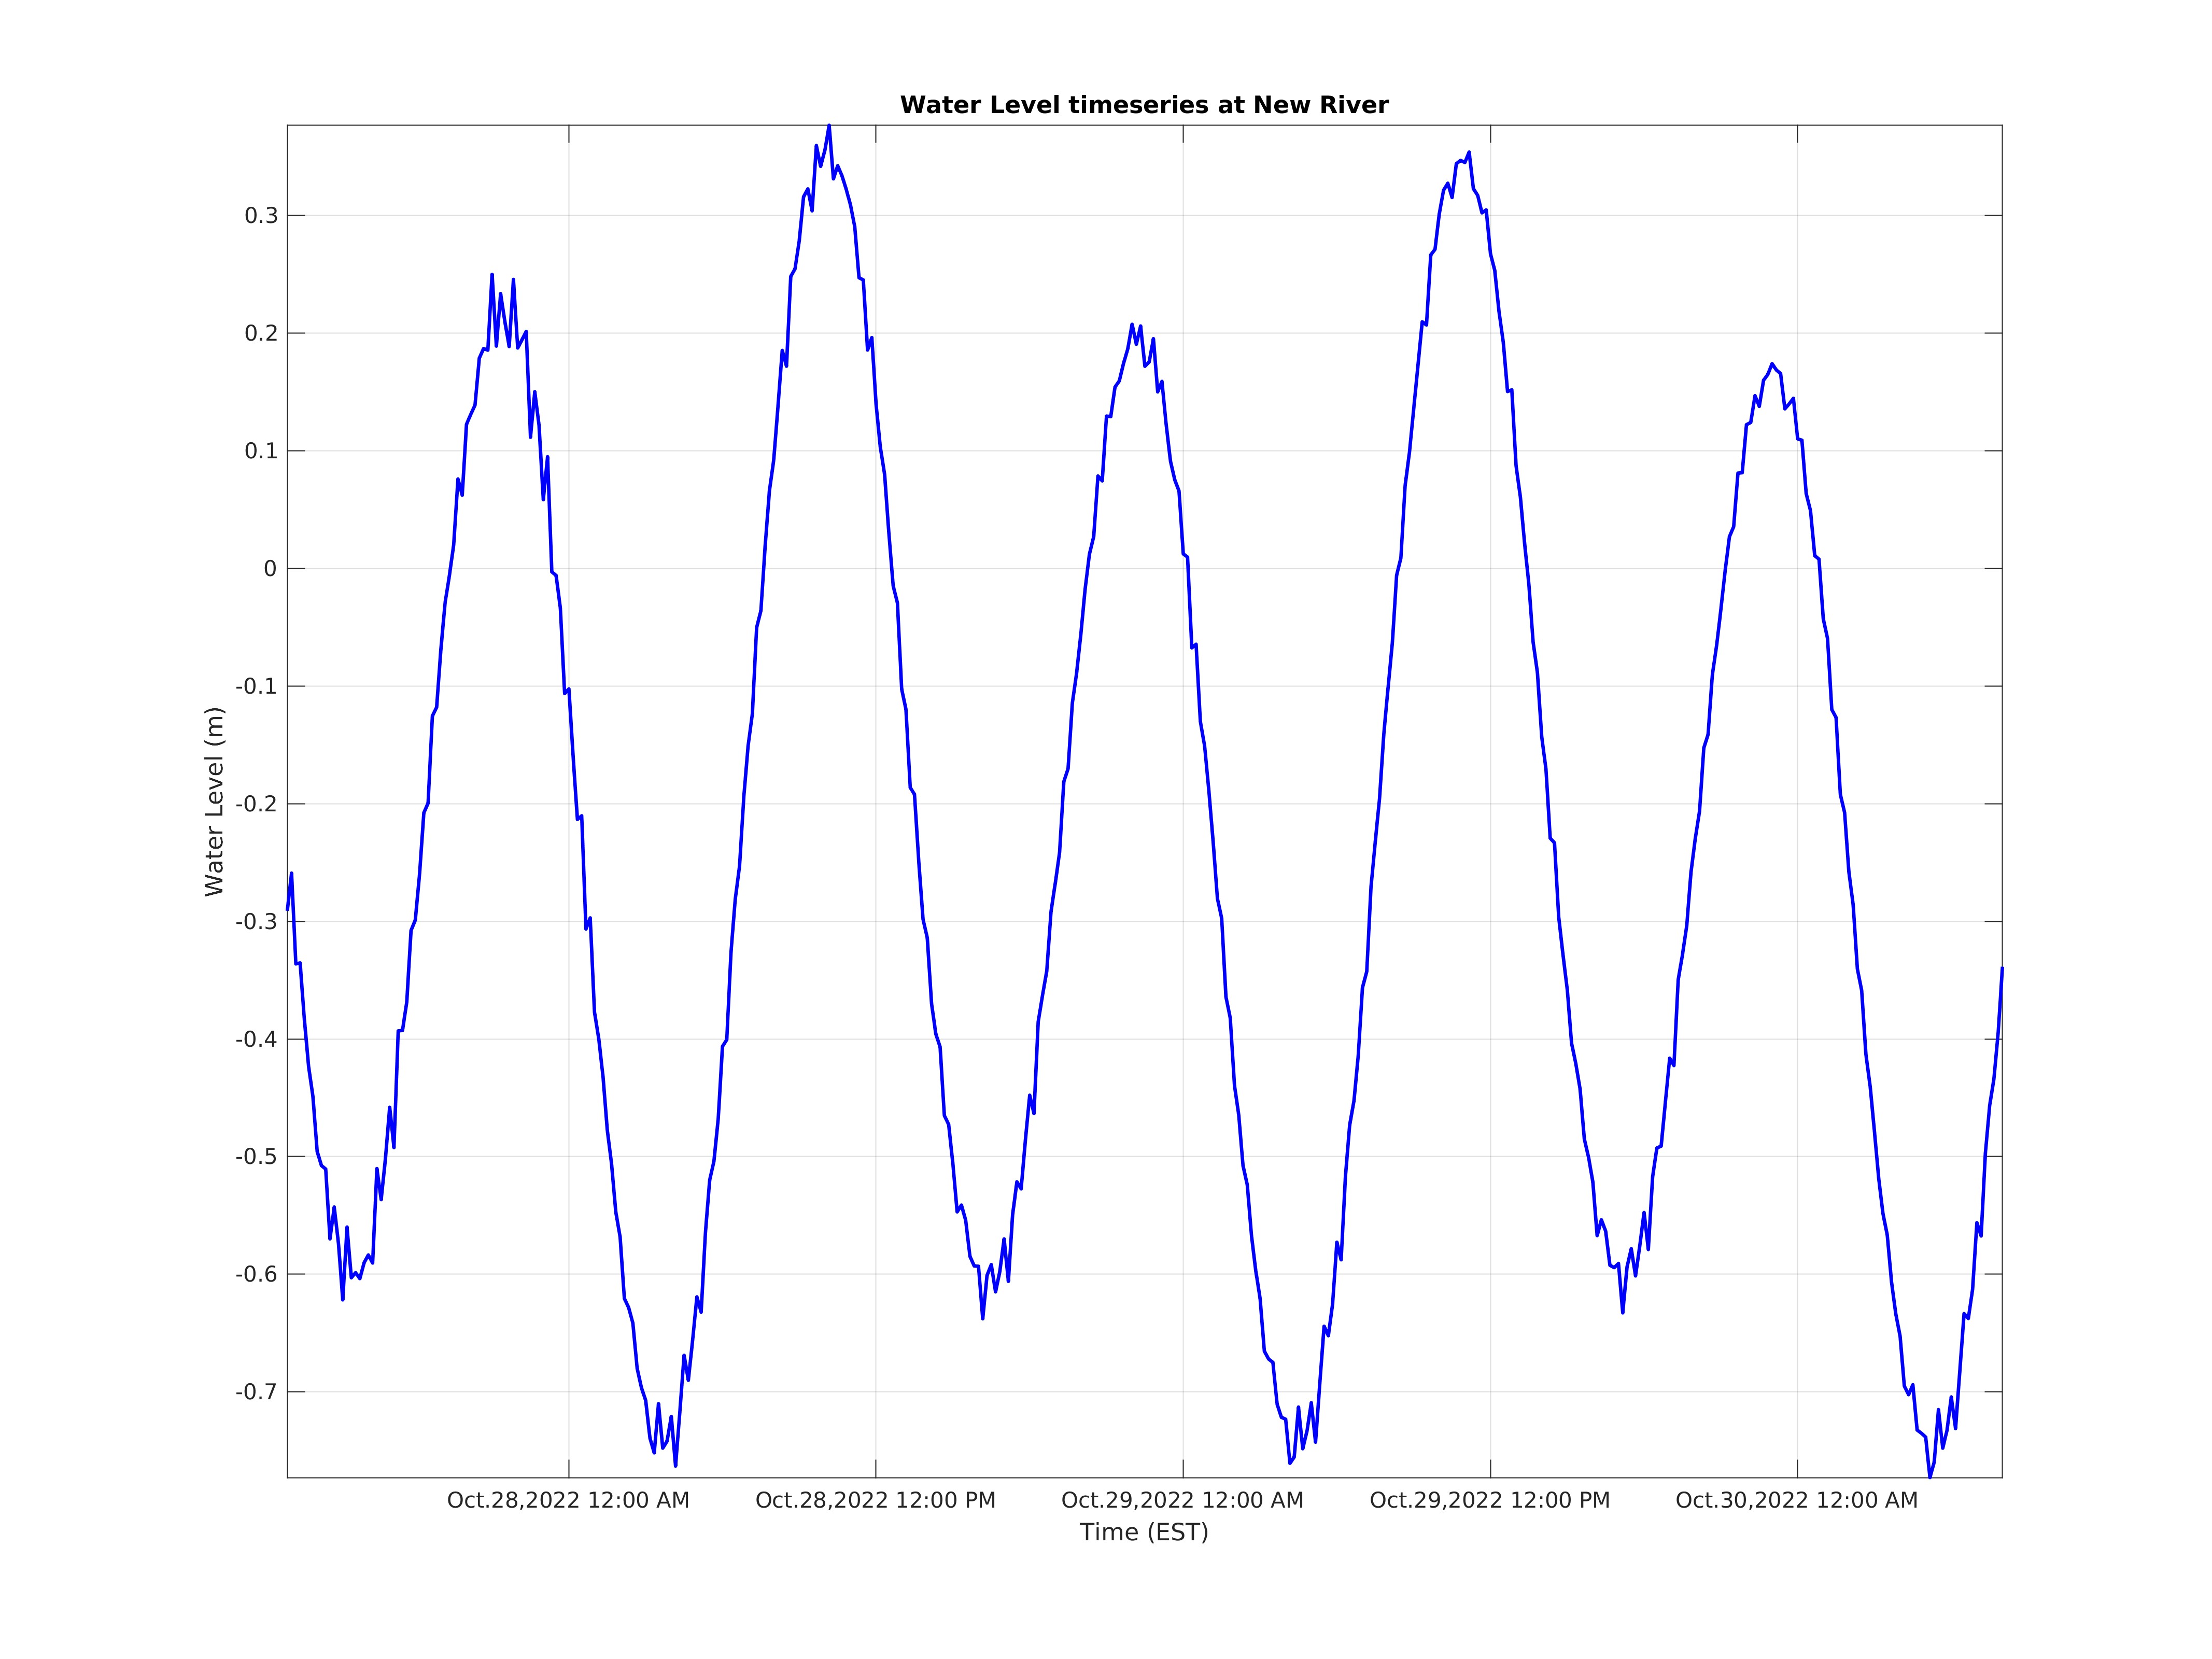 Water Level timeseries at New River
0.3
0.2
0.1
0
-0.1
-0.2
-0.3
-0.4
-0.5
-0.6
-0.7
Water Level (m)
Oct.28,2022 12:00 AM
Oct.28,2022 12:00 PM
Oct.29,2022 12:00 AM
Oct.29,2022 12:00 PM
Oct.30,2022 12:00 AM
Time (EST)